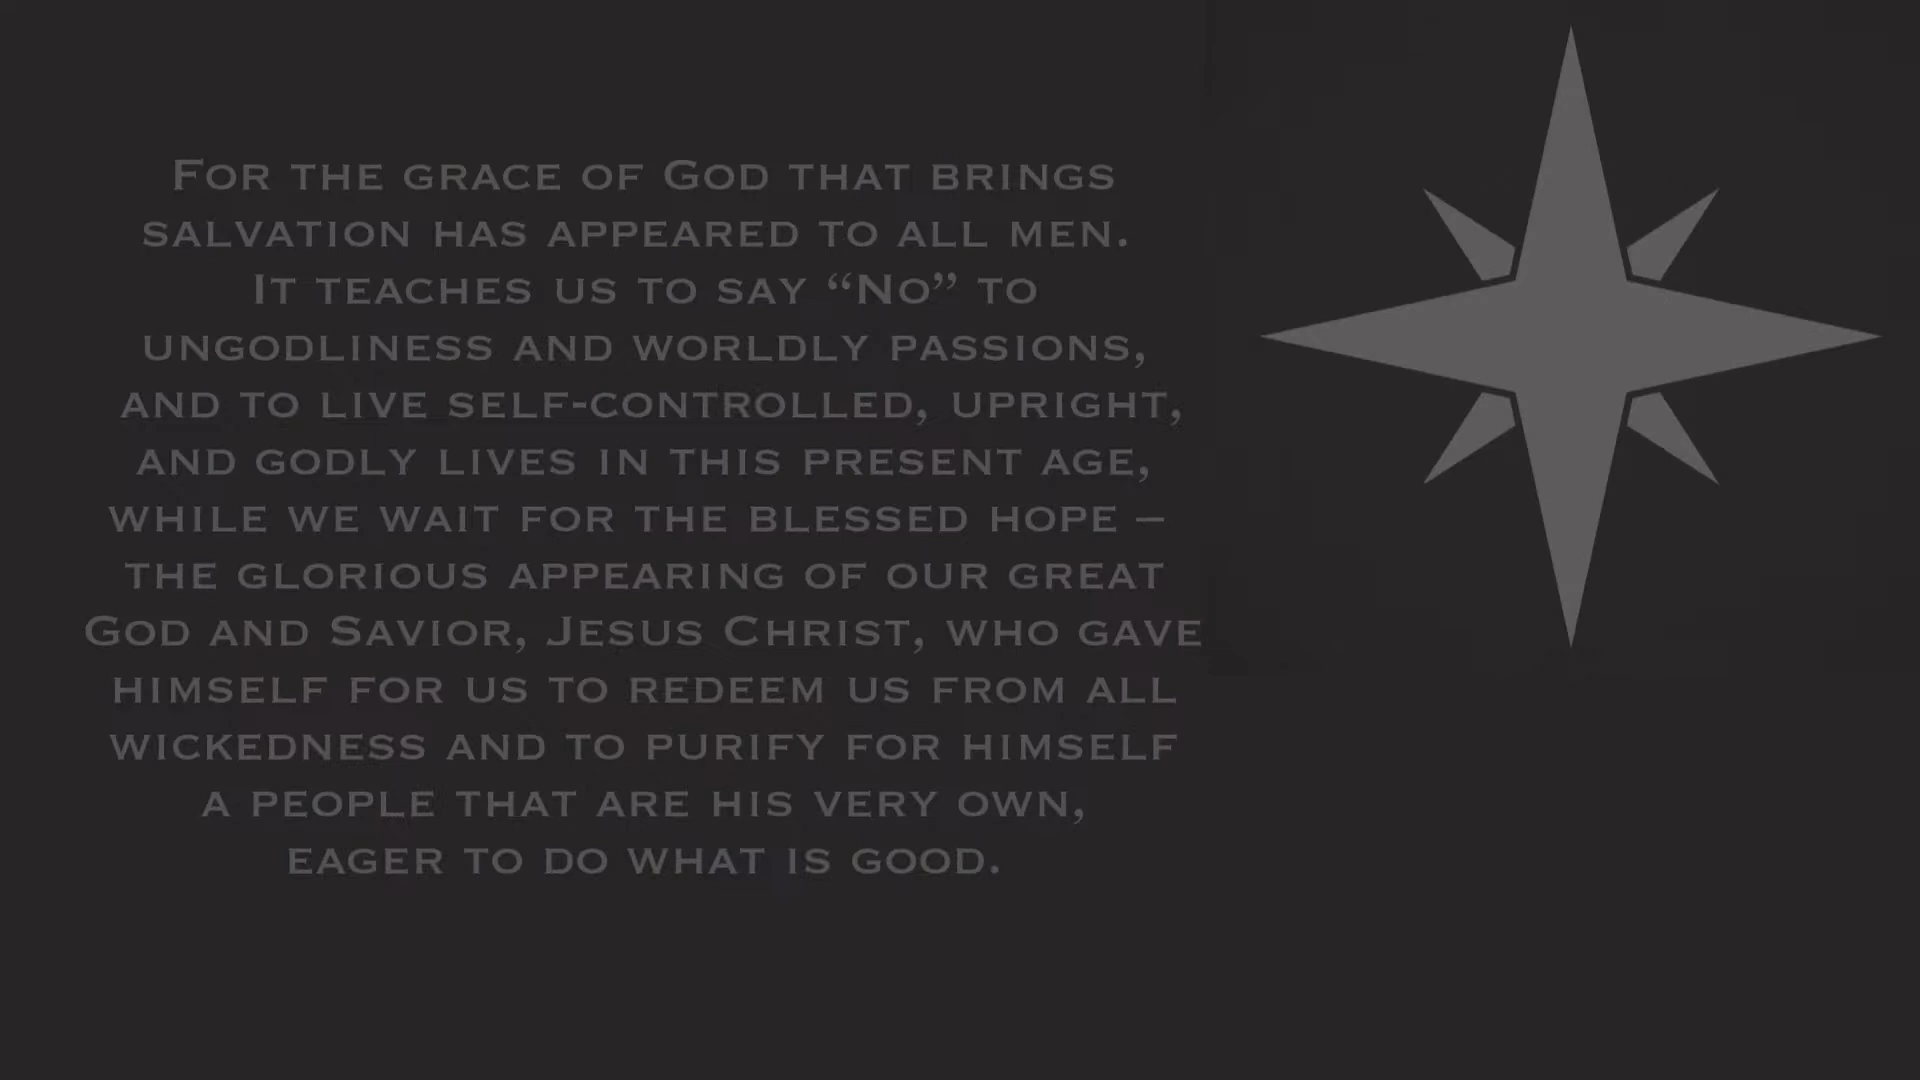 For the grace of God that brings
salvation has appeared to all men.
It teaches us to say “No” to
ungodliness and worldly passions,
and to live self-controlled, upright,
and godly lives in this present age,
while we wait for the blessed hope –
the glorious appearing of our great
God and Savior, Jesus Christ, who gave
himself for us to redeem us from all
wickedness and to purify for himself
a people that are his very own,
eager to do what is good.